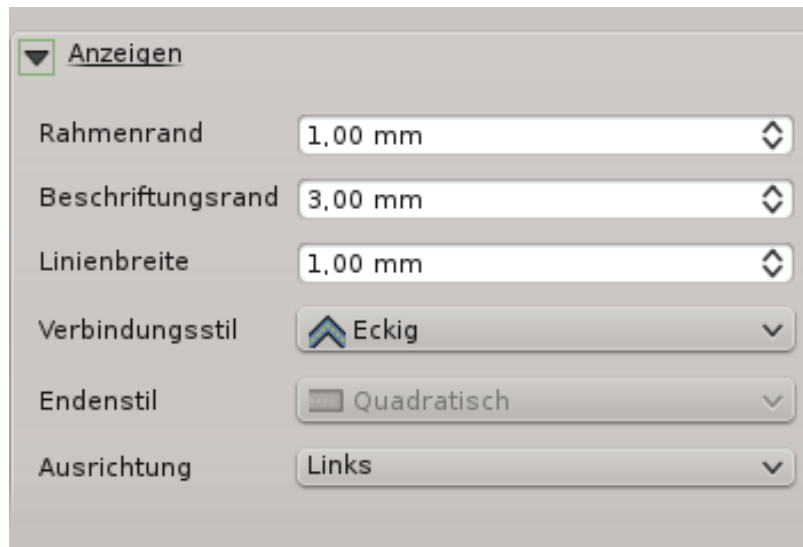 Anzeigen
Rahmenrand 1,00 mm
Beschriftungsrand 3,00 mm
Linienbreite 1,00 mm
Verbindungsstil Eckig
Endenstil Quadratisch
Ausrichtung Links